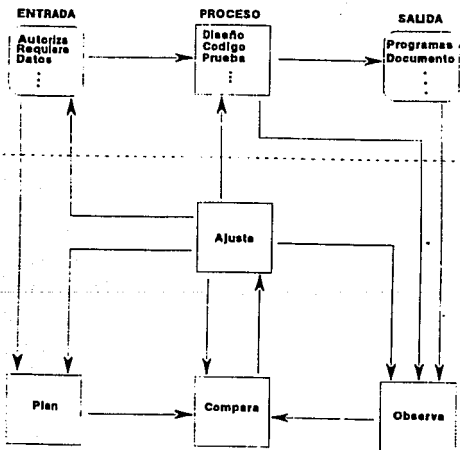 ENTRADA
PROCESO
SALIDA
Autoriza
Requiere
Datos
Diseño
Codigo
Prueba
Programas
Documento
Ajusta
Plan
Compara
Observa